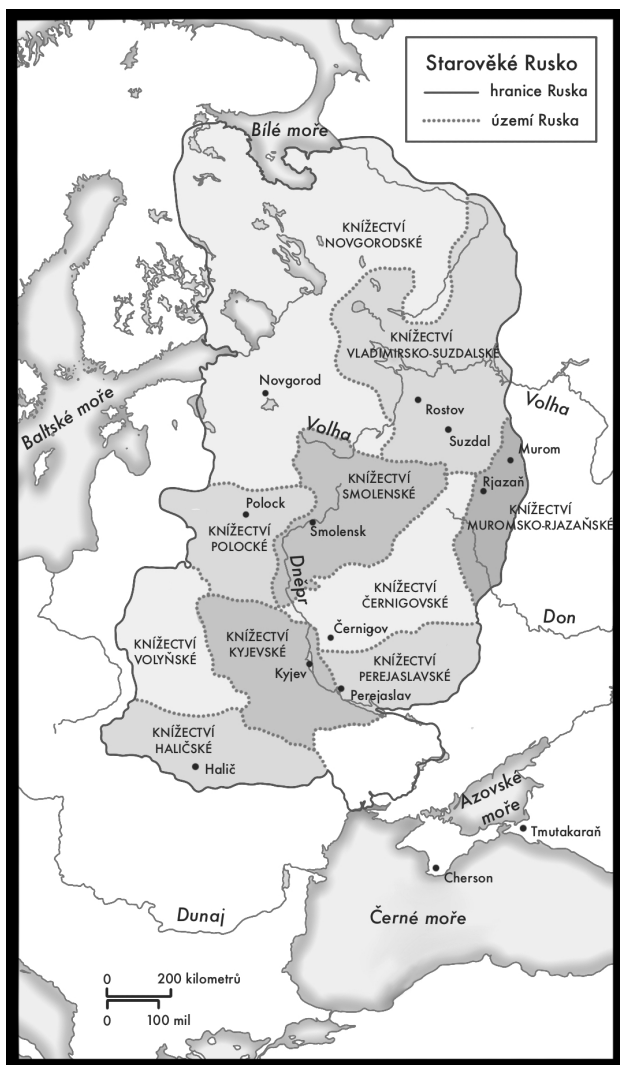 Starověké Rusko
hranice Ruska
území Ruska
Bílé moře
KNÍŽECTVÍ
NOVGORODSKÉ
KNÍŽECTVÍ
VLADIMIRSKO-SUZDALSKÉ
Novgorod
Rostov
Volha
Baltské moře
Volha
Suzdal
Murom
KNÍŽECTVÍ
SMOLENSKÉ
Rjazaň
Polock
KNÍŽECTVÍ
MUROMSKO-RJAZAŇSKÉ
Smolensk
KNÍŽECTVÍ
POLOCKÉ
Dněpr
KNÍŽECTVÍ
ČERNIGOVSKÉ
Don
Černigov
KNÍŽECTVÍ
VOLYŇSKÉ
KNÍŽECTVÍ
KYJEVSKÉ
KNÍŽECTVÍ
PEREJASLAVSKÉ
Kyjev
Perejaslav
KNÍŽECTVÍ
HALIČSKÉ
Halič
Azovské
moře
Tmutakaraň
Cherson
Dunaj
Černé moře
0 200 kilometrů
0 100 mil